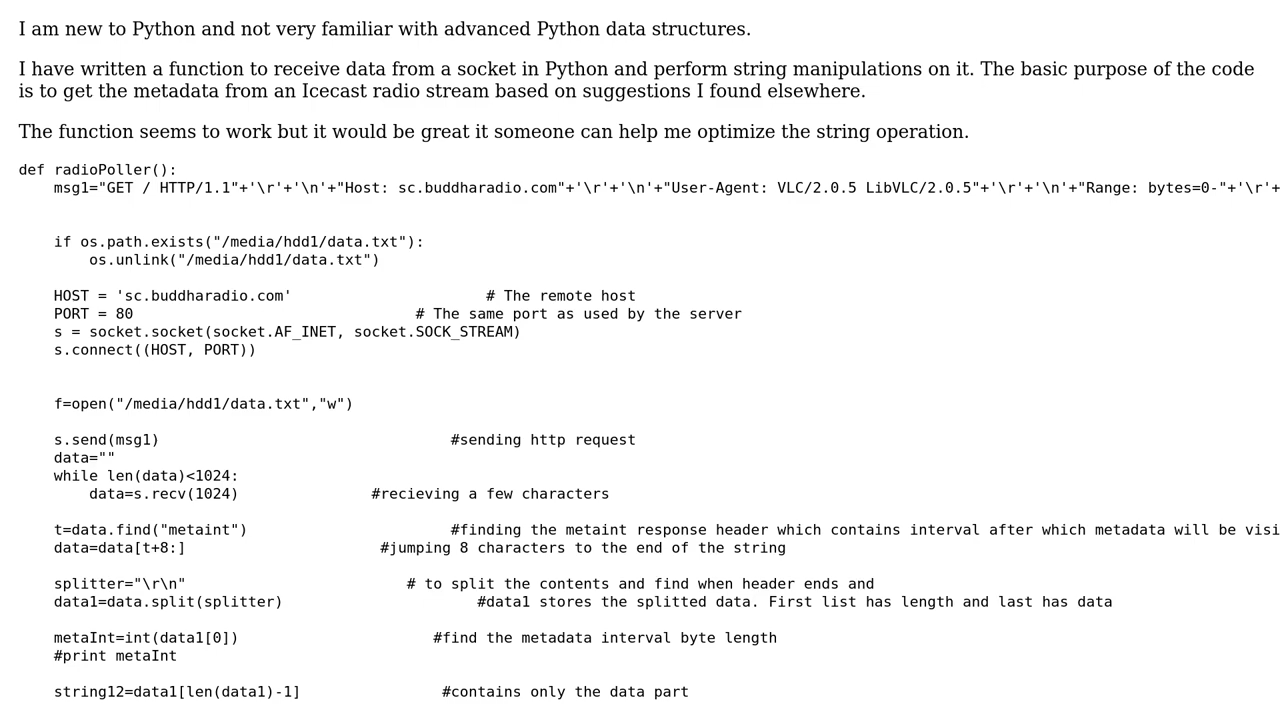 I am new to Python and not very familiar with advanced Python data structures.
I have written a function to receive data from a socket in Python and perform string manipulations on it. The basic purpose of the code
is to get the metadata from an Icecast radio stream based on suggestions I found elsewhere.
The function seems to work but it would be great it someone can help me optimize the string operation.
def radioPoller():
    msg1="GET / HTTP/1.1"+'\r'+'\n'+"Host: sc.buddharadio.com"+'\r'+'\n'+"User-Agent: VLC/2.0.5 LibVLC/2.0.5"+'\r'+'\n'+"Range: bytes=0-"+'\r'+
    if os.path.exists("/media/hdd1/data.txt"):
        os.unlink("/media/hdd1/data.txt")
    HOST = 'sc.buddharadio.com'                      # The remote host
    PORT = 80                                # The same port as used by the server
    s = socket.socket(socket.AF_INET, socket.SOCK_STREAM)
    s.connect((HOST, PORT))
    f=open("/media/hdd1/data.txt","w")
    s.send(msg1)                                 #sending http request
    data=""
    while len(data)<1024:
        data=s.recv(1024)               #recieving a few characters
    t=data.find("metaint")                       #finding the metaint response header which contains interval after which metadata will be visi
    data=data[t+8:]                      #jumping 8 characters to the end of the string
    splitter="\r\n"                         # to split the contents and find when header ends and
    data1=data.split(splitter)                      #data1 stores the splitted data. First list has length and last has data
    metaInt=int(data1[0])                      #find the metadata interval byte length
    #print metaInt
    string12=data1[len(data1)-1]                #contains only the data part